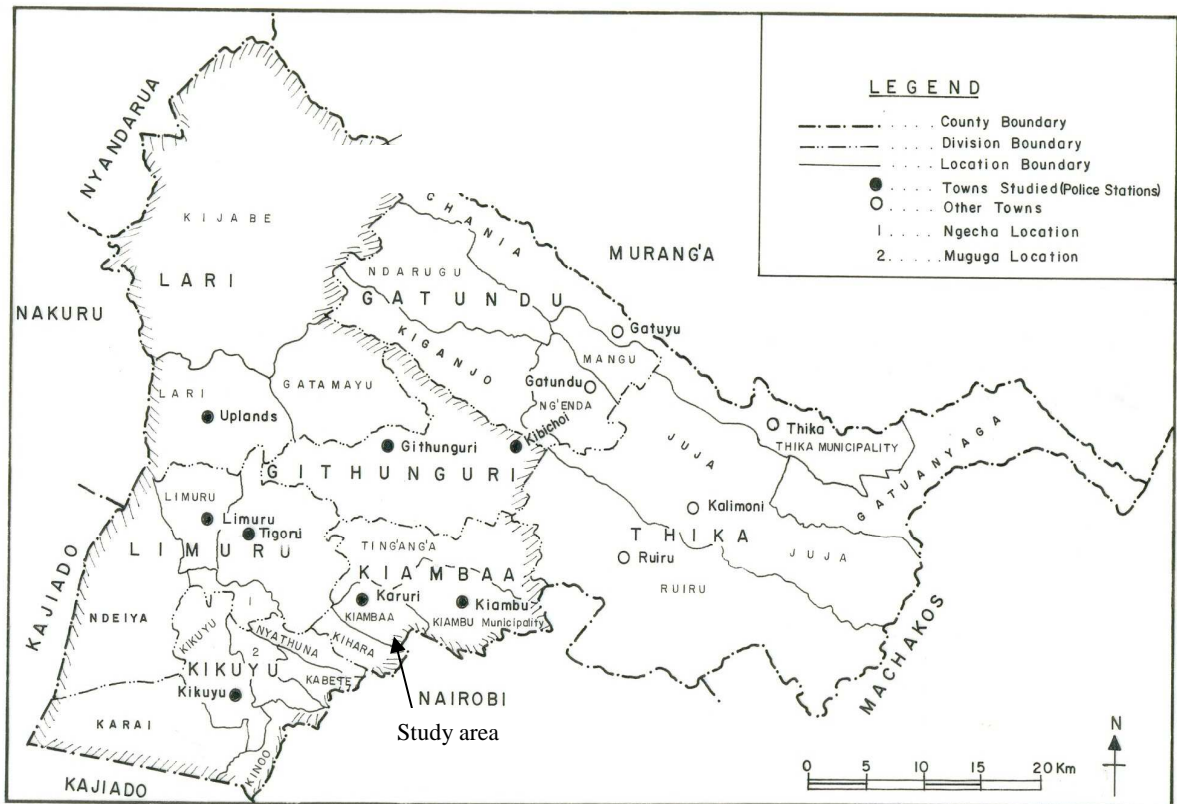 LEGEND
.... County Boundary
.... Division Boundary
.... Location Boundary
.... Towns Studied (Police Stations)
.... Other Towns
1 .... Ngecha Location
2 .... Muguga Location
NYANDARUA
KIJABE
LARI
NAKURU
CHANIA
MURANG'A
NDARUGU
GATUNDU
KIGANJO
Gatuyu
MANGU
GATAMAYU
Gatundu
NG'ENDA
LARI
Uplands
Githunguri
Kibichoi
GITHUNGURI
JUJA
Thika
THIKA MUNICIPALITY
GATUANYAGA
LIMURU
Limuru
Tigoni
LIMURU
Kalimoni
THIKA
JUJA
Ruiru
RUIRU
TING'ANG'A
KIAMBAA
Karuri
KIAMBAA
Kiambu
KIAMBU Municipality
KAJIADO
NDEIYA
1
KIKUYU
NYATHUNA
KIHARA
2
KIKUYU
KABETE
Kikuyu
NAIROBI
MACHAKOS
KARAI
KINOO
Study area
KAJIADO
N
0 5 10 15 20 Km